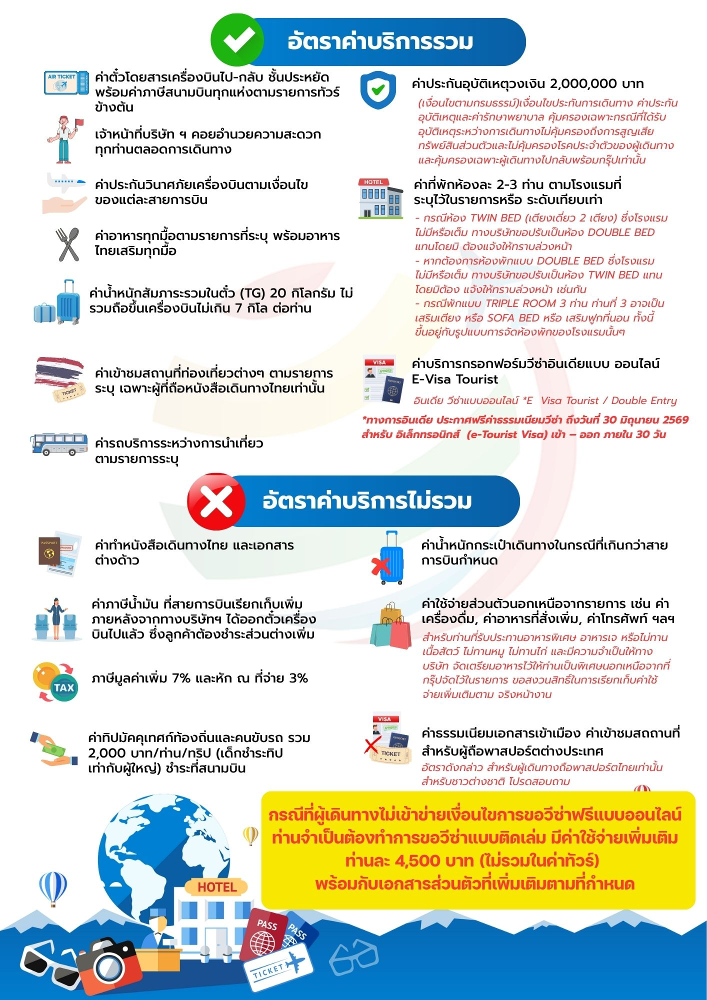 อัตราค่าบริการรวม
AIR TICKET
ค่าตั๋วโดยสารเครื่องบินไป-กลับ ชั้นประหยัด
พร้อมค่าภาษีสนามบินทุกแห่งตามรายการทัวร์
ข้างต้น
เจ้าหน้าที่บริษัท ฯ คอยอำนวยความสะดวก
ทุกท่านตลอดการเดินทาง
ค่าประกันวินาศภัยเครื่องบินตามเงื่อนไข
ของแต่ละสายการบิน
ค่าอาหารทุกมื้อตามรายการที่ระบุ พร้อมอาหาร
ไทยเสริมทุกมื้อ
ค่าน้ำหนักสัมภาระรวมในตั๋ว (TG) 20 กิโลกรัม ไม่
รวมถือขึ้นเครื่องบินไม่เกิน 7 กิโล ต่อท่าน
TICKET
ค่าเข้าชมสถานที่ท่องเที่ยวต่างๆ ตามรายการ
ระบุ เฉพาะผู้ที่ถือหนังสือเดินทางไทยเท่านั้น
ค่ารถบริการระหว่างการนำเที่ยว
ตามรายการระบุ
ค่าประกันอุบัติเหตุวงเงิน 2,000,000 บาท
(เงื่อนไขตามกรมธรรม์)เงื่อนไขประกันการเดินทาง ค่าประกัน
อุบัติเหตุและค่ารักษาพยาบาล คุ้มครองเฉพาะกรณีที่ได้รับ
อุบัติเหตุระหว่างการเดินทางไม่คุ้มครองถึงการสูญเสีย
ทรัพย์สินส่วนตัวและไม่คุ้มครองโรคประจำตัวของผู้เดินทาง
และคุ้มครองเฉพาะผู้เดินทางไปกลับพร้อมกรุ๊ปเท่านั้น
HOTEL
ค่าที่พักห้องละ 2-3 ท่าน ตามโรงแรมที่
ระบุไว้ในรายการหรือ ระดับเทียบเท่า
- กรณีห้อง TWIN BED (เตียงเดี่ยว 2 เตียง) ซึ่งโรงแรม
ไม่มีหรือเต็ม ทางบริษัทขอปรับเป็นห้อง DOUBLE BED
แทนโดยมิ ต้องแจ้งให้ทราบล่วงหน้า
- หากต้องการห้องพักแบบ DOUBLE BED ซึ่งโรงแรม
ไม่มีหรือเต็ม ทางบริษัทขอปรับเป็นห้อง TWIN BED แทน
โดยมิต้อง แจ้งให้ทราบล่วงหน้า เช่นกัน
- กรณีพักแบบ TRIPLE ROOM 3 ท่าน ท่านที่ 3 อาจเป็น
เสริมเตียง หรือ SOFA BED หรือ เสริมฟูกที่นอน ทั้งนี้
ขึ้นอยู่กับรูปแบบการจัดห้องพักของโรงแรมนั้นๆ
VISA
APPROVED
PASSPORT
ค่าบริการกรอกฟอร์มวีซ่าอินเดียแบบ ออนไลน์
E-Visa Tourist
อินเดีย วีซ่าแบบออนไลน์ *E Visa Tourist / Double Entry
*ทางการอินเดีย ประกาศฟรีค่าธรรมเนียมวีซ่า ถึงวันที่ 30 มิถุนายน 2569
สำหรับ อิเล็กทรอนิกส์ (e-Tourist Visa) เข้า – ออก ภายใน 30 วัน
อัตราค่าบริการไม่รวม
PASSPORT
ค่าทำหนังสือเดินทางไทย และเอกสาร
ต่างด้าว
ค่าภาษีน้ำมัน ที่สายการบินเรียกเก็บเพิ่ม
ภายหลังจากทางบริษัทฯ ได้ออกตั๋วเครื่อง
บินไปแล้ว ซึ่งลูกค้าต้องชำระส่วนต่างเพิ่ม
TAX
ภาษีมูลค่าเพิ่ม 7% และหัก ณ ที่จ่าย 3%
ค่าทิปมัคคุเทศก์ท้องถิ่นและคนขับรถ รวม
2,000 บาท/ท่าน/ทริป (เด็กชำระทิป
เท่ากับผู้ใหญ่) ชำระที่สนามบิน
ค่าน้ำหนักกระเป๋าเดินทางในกรณีที่เกินกว่าสาย
การบินกำหนด
ค่าใช้จ่ายส่วนตัวนอกเหนือจากรายการ เช่น ค่า
เครื่องดื่ม, ค่าอาหารที่สั่งเพิ่ม, ค่าโทรศัพท์ ฯลฯ
สำหรับท่านที่รับประทานอาหารพิเศษ อาหารเจ หรือไม่ทาน
เนื้อสัตว์ ไม่ทานหมู ไม่ทานไก่ และมีความจำเป็นให้ทาง
บริษัท จัดเตรียมอาหารไว้ให้ท่านเป็นพิเศษนอกเหนือจากที่
กรุ๊ปจัดไว้ในรายการ ขอสงวนสิทธิ์ในการเรียกเก็บค่าใช้
จ่ายเพิ่มเติมตาม จริงหน้างาน
VISA
APPROVED
PASSPORT
TICKET
ค่าธรรมเนียมเอกสารเข้าเมือง ค่าเข้าชมสถถานที่
สำหรับผู้ถือพาสปอร์ตต่างประเทศ
อัตราดังกล่าว สำหรับผู้เดินทางถือพาสปอร์ตไทยเท่านั้น
สำหรับชาวต่างชาติ โปรดสอบถาม
กรณีที่ผู้เดินทางไม่เข้าข่ายเงื่อนไขการขอวีซ่าฟรีแบบออนไลน์
ท่านจำเป็นต้องทำการขอวีซ่าแบบติดเล่ม มีค่าใช้จ่ายเพิ่มเติม
ท่านละ 4,500 บาท (ไม่รวมในค่าทัวร์)
พร้อมกับเอกสารส่วนตัวที่เพิ่มเติมตามที่กำหนด
HOTEL
PASS
PASS
TICKET